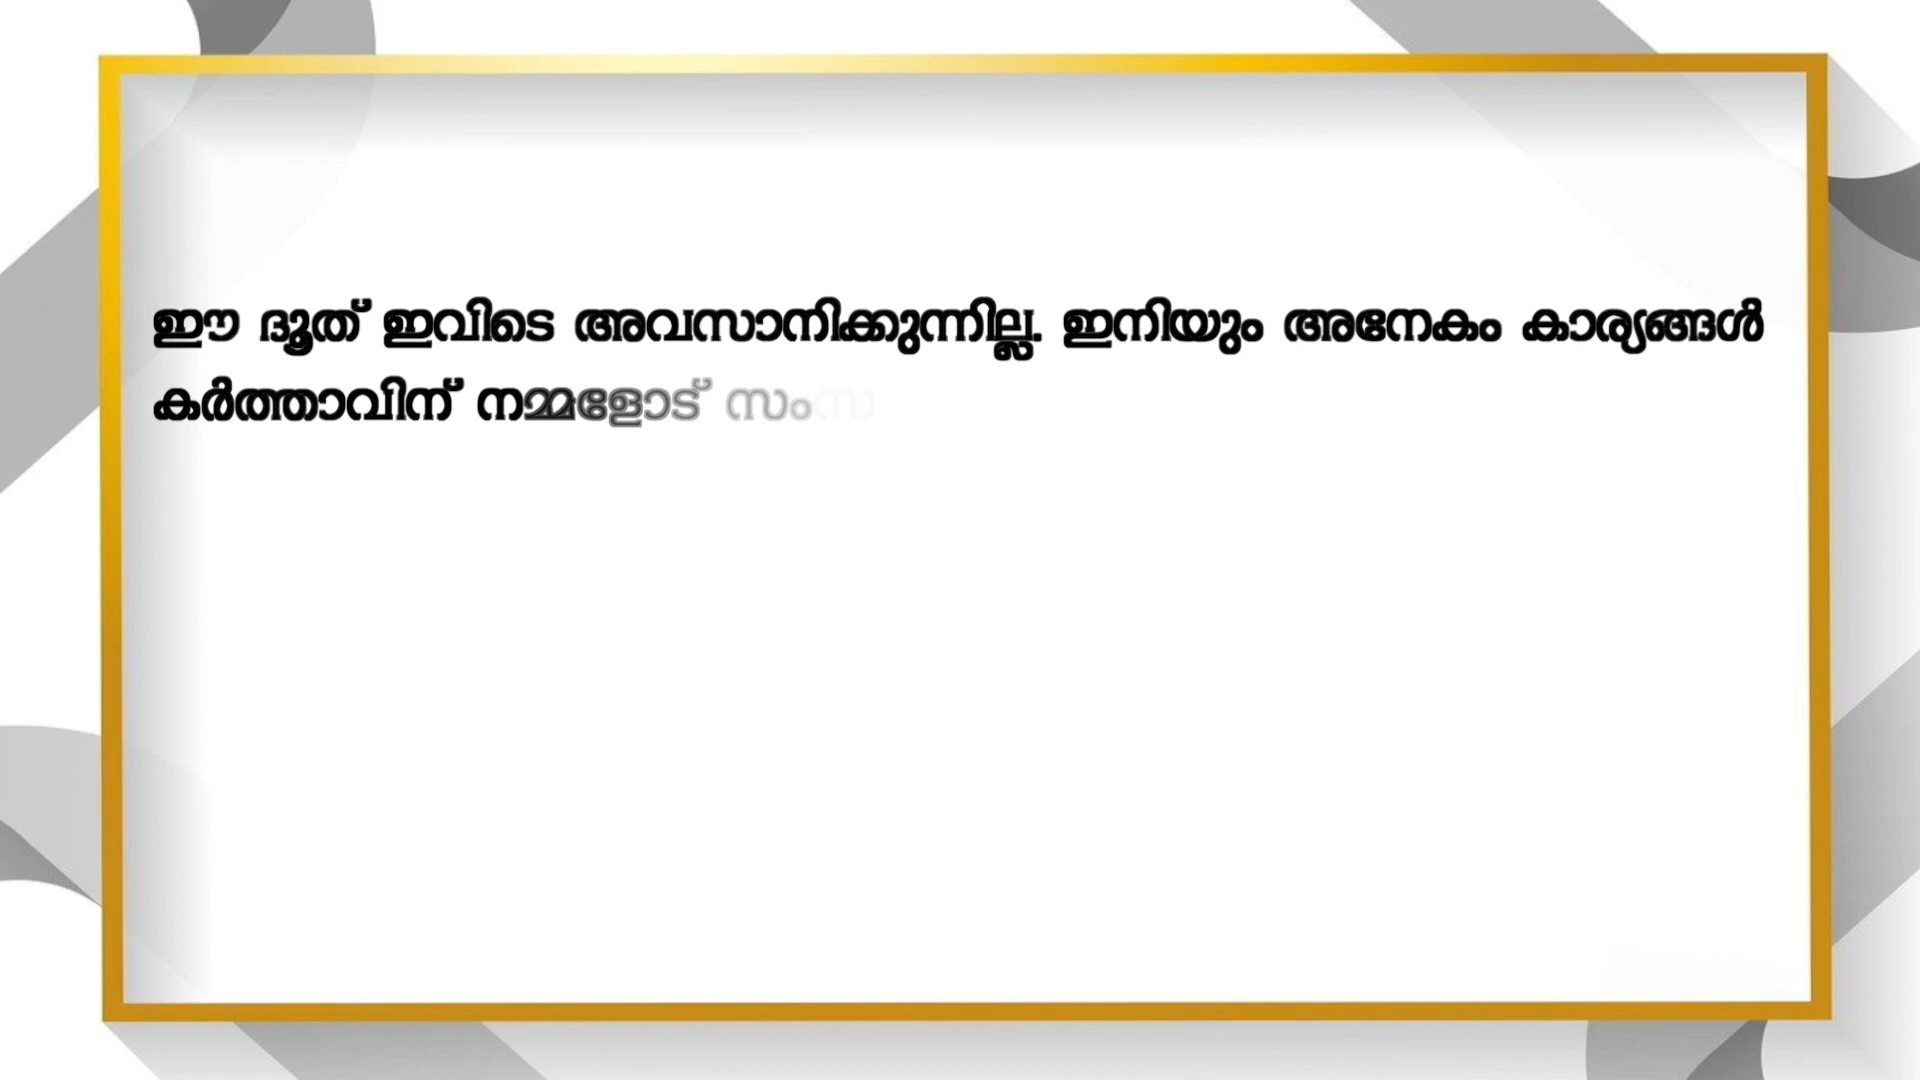 ഈ ദൂത് ഇവിടെ അവസാനിക്കുന്നില്ല. ഇനിയും അനേകം കാര്യങ്ങൾ
കർത്താവിന് നമ്മളോട് സംസ